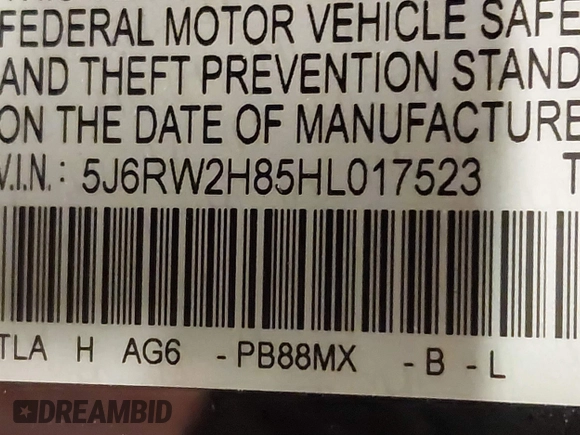 FEDERAL MOTOR VEHICLE SAFE
AND THEFT PREVENTION STAND
ON THE DATE OF MANUFACTURE
V.I.N.: 5J6RW2H85HL017523 T
TLA H AG6 -PB88MX -B -L
DREAMBID